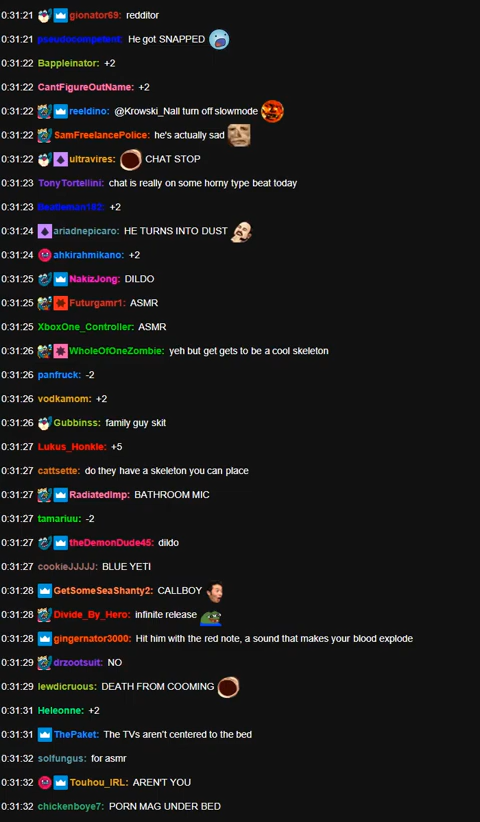 0:31:21 gionator69: redditor
0:31:21 pseudocompetent: He got SNAPPED
0:31:22 Bappleinator: +2
0:31:22 CantFigureOutName: +2
0:31:22 reeldino: @Krowski_Nall turn off slowmode
0:31:22 SamFreelancePolice: he's actually sad
0:31:22 ultravires: CHAT STOP
0:31:23 TonyTortellini: chat is really on some horny type beat today
0:31:23 Beatleman182: +2
0:31:24 ariadnepicaro: HE TURNS INTO DUST
0:31:24 ahkirahmikano: +2
0:31:25 NakizJong: DILDO
0:31:25 Futurgamr1: ASMR
0:31:25 XboxOne_Controller: ASMR
0:31:26 WholeOfOneZombie: yeh but get gets to be a cool skeleton
0:31:26 panfruck: -2
0:31:26 vodkamom: +2
0:31:26 Gubbinss: family guy skit
0:31:27 Lukus_Honkle: +5
0:31:27 cattsette: do they have a skeleton you can place
0:31:27 RadiatedImp: BATHROOM MIC
0:31:27 tamariuu: -2
0:31:27 theDemonDude45: dildo
0:31:27 cookieJJJJJ: BLUE YETI
0:31:28 GetSomeSeaShanty2: CALLBOY
0:31:28 Divide_By_Hero: infinite release
0:31:28 gingernator3000: Hit him with the red note, a sound that makes your blood explode
0:31:29 drzootsuit: NO
0:31:29 lewdicruous: DEATH FROM COOMING
0:31:31 Heleonne: +2
0:31:31 ThePaket: The TVs aren't centered to the bed
0:31:32 solfungus: for asmr
0:31:32 Touhou_IRL: AREN'T YOU
0:31:32 chickenboye7: PORN MAG UNDER BED